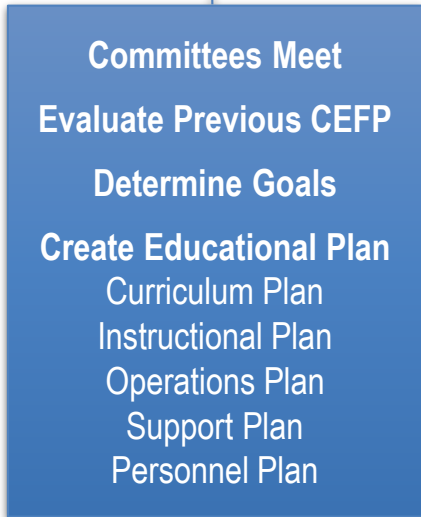 Committees Meet
Evaluate Previous CEFP
Determine Goals
Create Educational Plan
Curriculum Plan
Instructional Plan
Operations Plan
Support Plan
Personnel Plan